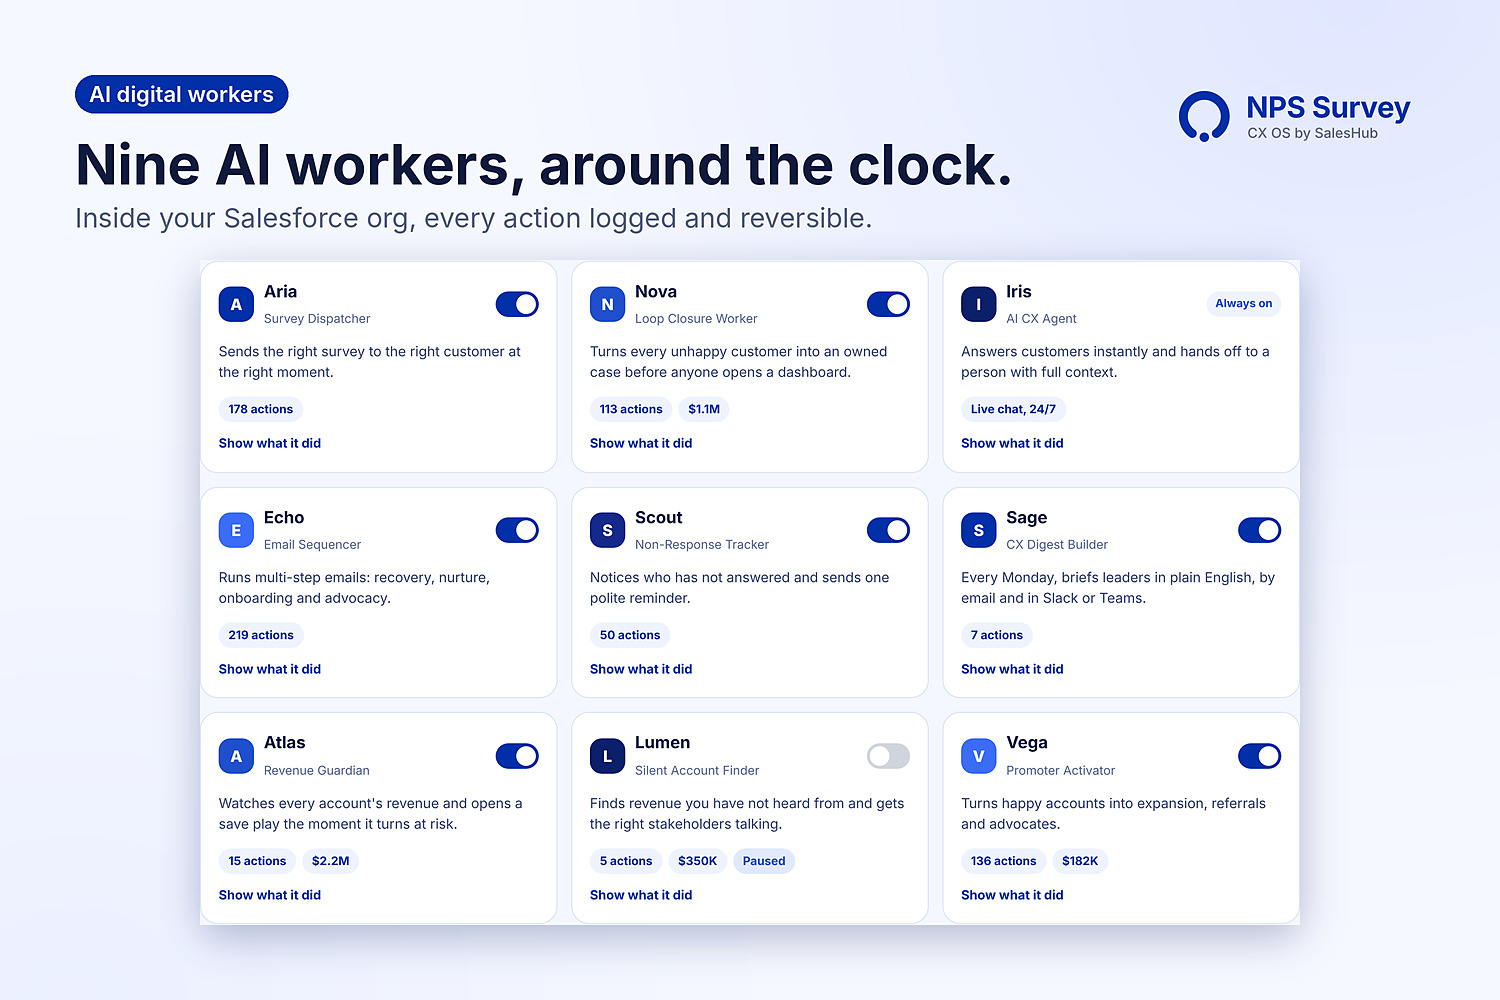 AI digital workers
NPS Survey
CX OS by SalesHub
Nine AI workers, around the clock.
Inside your Salesforce org, every action logged and reversible.
A
Aria
Survey Dispatcher
Sends the right survey to the right customer at
the right moment.
178 actions
Show what it did
N
Nova
Loop Closure Worker
Turns every unhappy customer into an owned
case before anyone opens a dashboard.
113 actions $1.1M
Show what it did
I
Iris
AI CX Agent
Always on
Answers customers instantly and hands off to a
person with full context.
Live chat, 24/7
Show what it did
E
Echo
Email Sequencer
Runs multi-step emails: recovery, nurture,
onboarding and advocacy.
219 actions
Show what it did
S
Scout
Non-Response Tracker
Notices who has not answered and sends one
polite reminder.
50 actions
Show what it did
S
Sage
CX Digest Builder
Every Monday, briefs leaders in plain English, by
email and in Slack or Teams.
7 actions
Show what it did
A
Atlas
Revenue Guardian
Watches every account's revenue and opens a
save play the moment it turns at risk.
15 actions $2.2M
Show what it did
L
Lumen
Silent Account Finder
Finds revenue you have not heard from and gets
the right stakeholders talking.
5 actions $350K Paused
Show what it did
V
Vega
Promoter Activator
Turns happy accounts into expansion, referrals
and advocates.
136 actions $182K
Show what it did